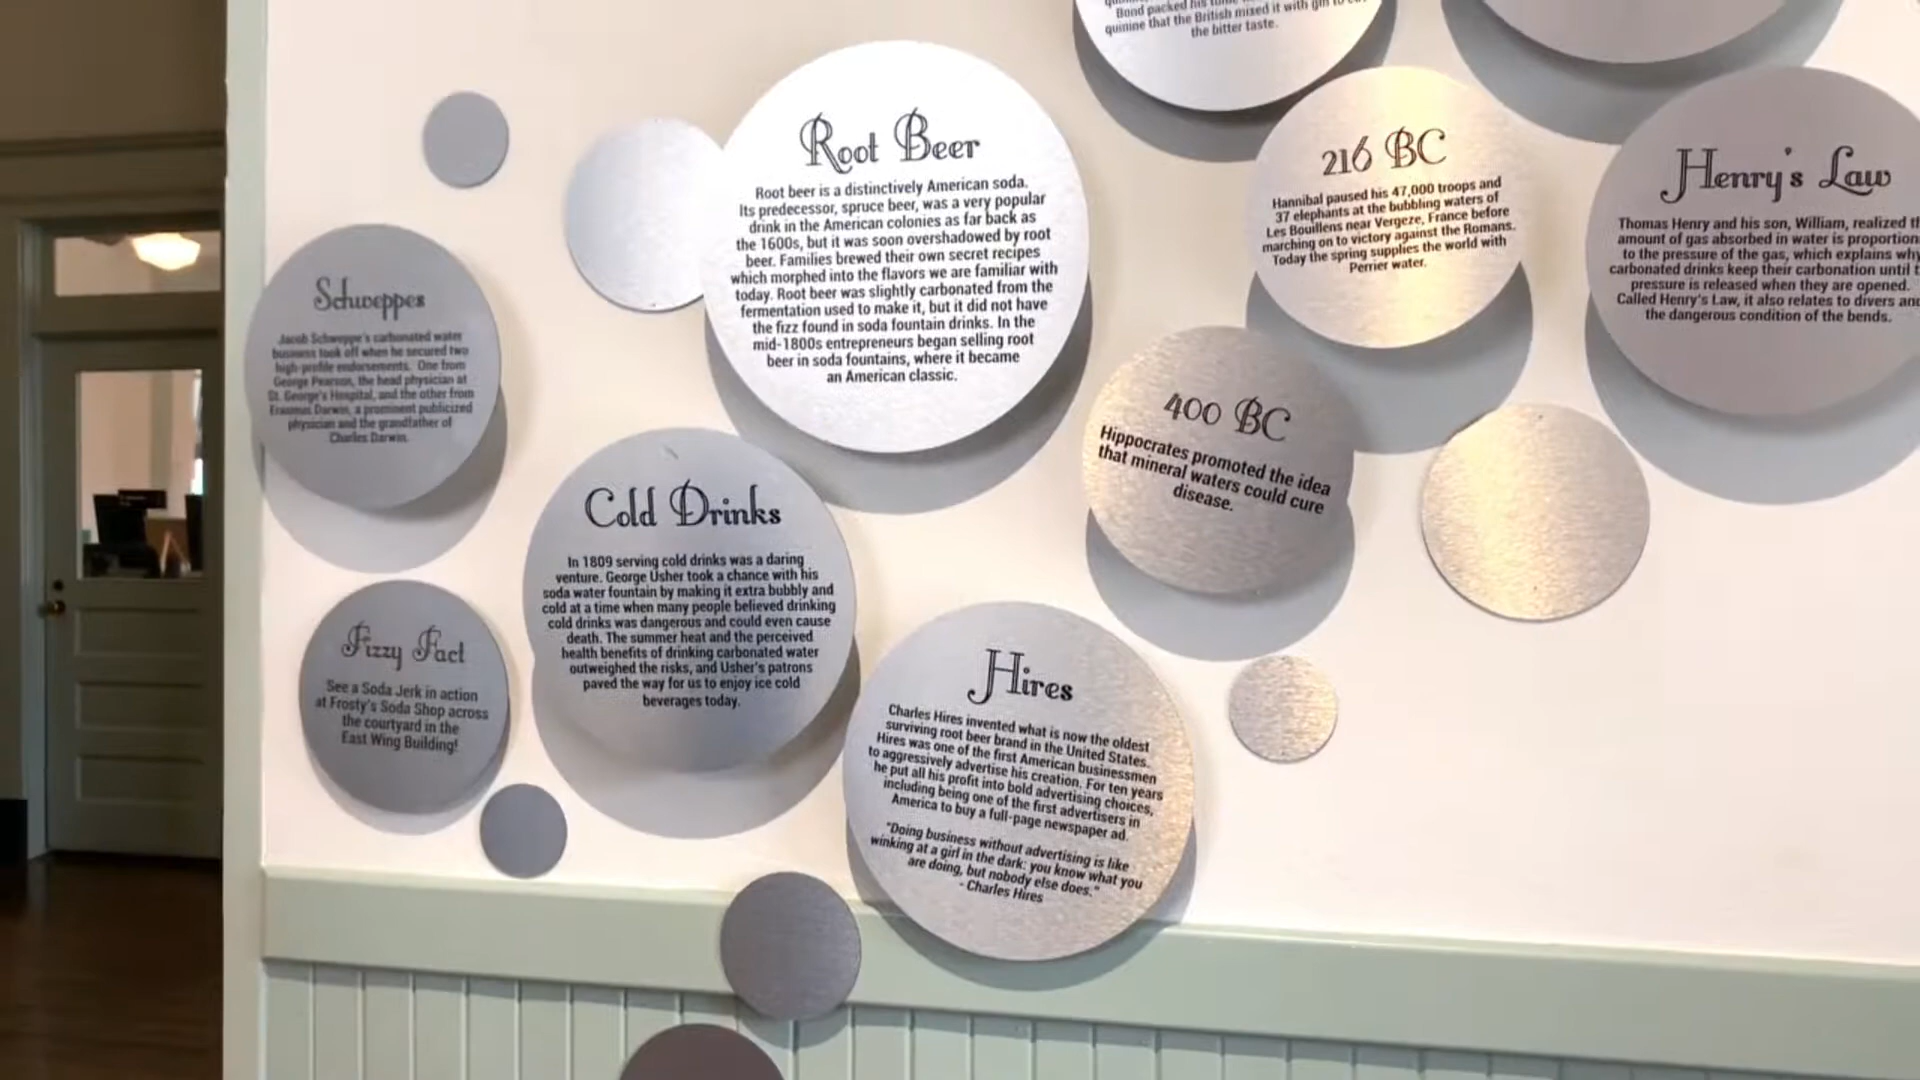 Bond packed his
quinine that the British mixed it with gin to cut
the bitter taste.
Root Beer
Root beer is a distinctively American soda.
Its predecessor, spruce beer, was a very popular
drink in the American colonies as far back as
the 1600s, but it was soon overshadowed by root
beer. Families brewed their own secret recipes
which morphed into the flavors we are familiar with
today. Root beer was slightly carbonated from the
fermentation used to make it, but it did not have
the fizz found in soda fountain drinks. In the
mid-1800s entrepreneurs began selling root
beer in soda fountains, where it became
an American classic.
216 BC
Hannibal paused his 47,000 troops and
37 elephants at the bubbling waters of
Les Bouillens near Vergeze, France before
marching on to victory against the Romans.
Today the spring supplies the world with
Perrier water.
Henry's Law
Thomas Henry and his son, William, realized
amount of gas absorbed in water is
to the pressure of the gas, which explains why
carbonated drinks keep their carbonation until
pressure is released when they are opened.
Called Henry's Law, it also relates to divers and
the dangerous condition of the bends.
Schweppes
Jacob Schweppe's carbonated water
business took off when he secured two
high-profile endorsements. One from
George Pearson, the head physician at
St. George's Hospital, and the other from
Erasmus Darwin, a prominent publicized
physician and the grandfather of
Charles Darwin.
400 BC
Hippocrates promoted the idea
that mineral waters could cure
disease.
Cold Drinks
In 1809 serving cold drinks was a daring
venture. George Usher took a chance with his
soda water fountain by making it extra bubbly and
cold at a time when many people believed drinking
cold drinks was dangerous and could even cause
death. The summer heat and the perceived
health benefits of drinking carbonated water
outweighed the risks, and Usher's patrons
paved the way for us to enjoy ice cold
beverages today.
Fizzy Fact
See a Soda Jerk in action
at Frosty's Soda Shop across
the courtyard in the
East Wing Building!
Hires
Charles Hires invented what is now the oldest
surviving root beer brand in the United States.
Hires was one of the first American businessmen
to aggressively advertise his creation. For ten years
he put all his profit into bold advertising choices,
including being one of the first advertisers in
America to buy a full-page newspaper ad.
"Doing business without advertising is like
winking at a girl in the dark: you know what you
are doing, but nobody else does."
- Charles Hires